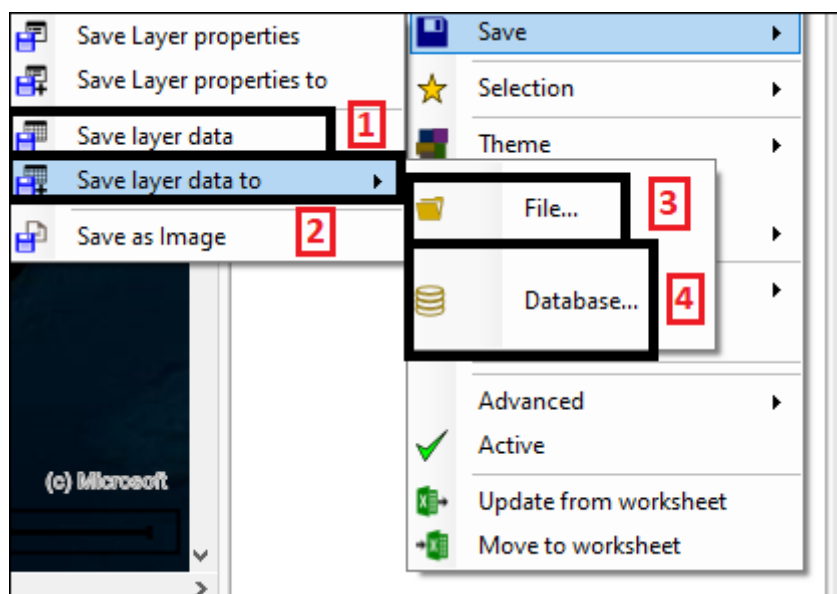 Save Layer properties
Save Layer properties to
Save layer data
1
Save layer data to
Save as Image
2
Save
Selection
Theme
File...
3
Database...
4
Advanced
Active
Update from worksheet
Move to worksheet
(c) Microsoft